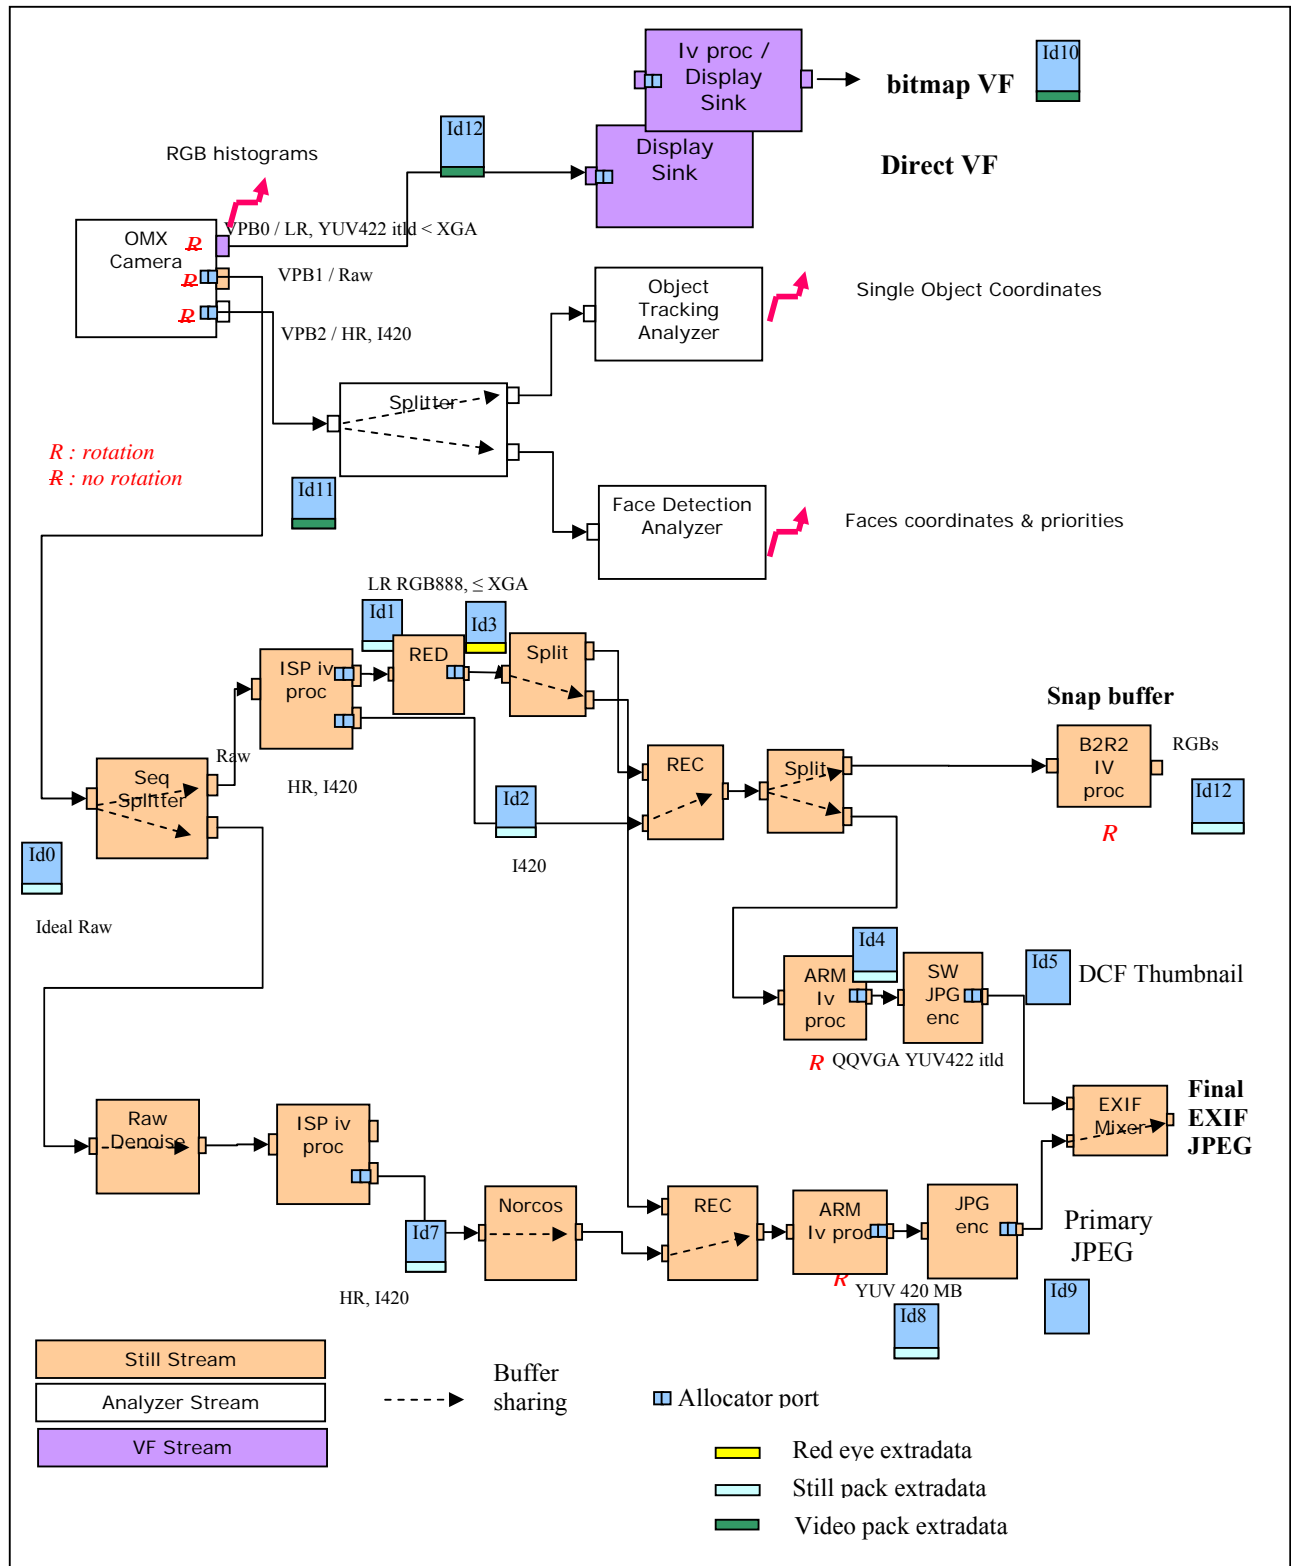 Iv proc /
Display
Sink
bitmap VF
Id10
Id12
Display
Sink
Direct VF
RGB histograms
VPB0 / LR, YUV422 itld < XGA
OMX
Camera
R
R
R
VPB1 / Raw
VPB2 / HR, I420
Object
Tracking
Analyzer
Single Object Coordinates
Splitter
R : rotation
R : no rotation
Id11
Face Detection
Analyzer
Faces coordinates & priorities
LR RGB888, ≤ XGA
Id1
Id3
RED
Split
ISP iv
proc
Raw
HR, I420
Seq
Splitter
Id0
Ideal Raw
Id2
I420
REC
Split
Snap buffer
B2R2
IV
proc
RGBs
Id12
R
Id4
ARM
Iv
proc
SW
JPG
enc
Id5
DCF Thumbnail
R
QQVGA YUV422 itld
Raw
Denoise
ISP iv
proc
EXIF
Mixer
Final
EXIF
JPEG
Id7
HR, I420
Norcos
REC
ARM
Iv proc
R
JPG
enc
Primary
JPEG
YUV 420 MB
Id8
Id9
Still Stream
Analyzer Stream
VF Stream
Buffer
sharing
Allocator port
Red eye extradata
Still pack extradata
Video pack extradata